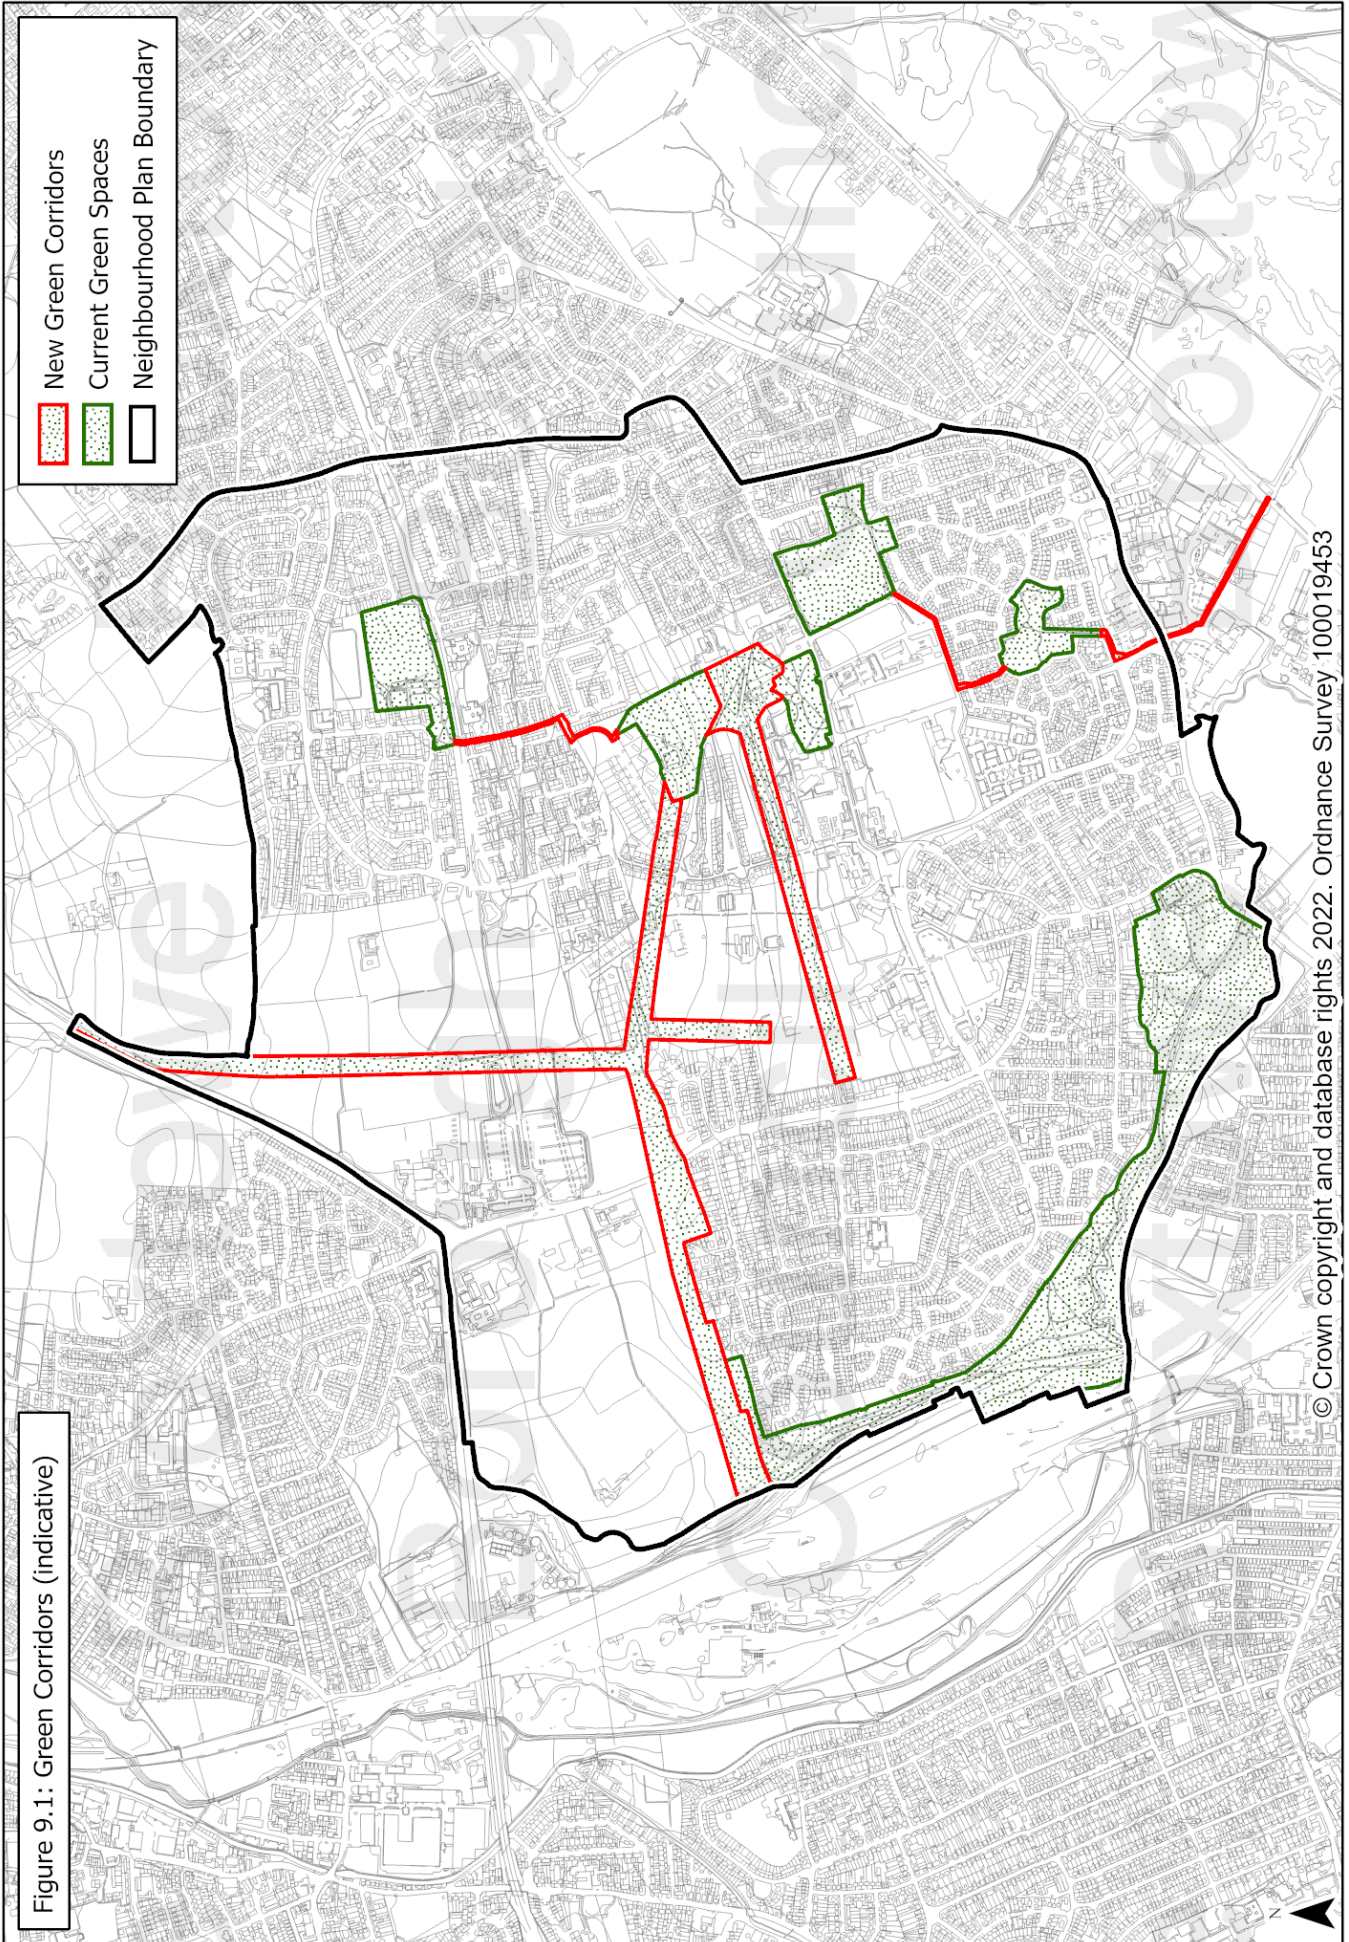 Figure 9.1: Green Corridors (indicative)
New Green Corridors
Current Green Spaces
Neighbourhood Plan Boundary
N
© Crown copyright and database rights 2022. Ordnance Survey 100019453